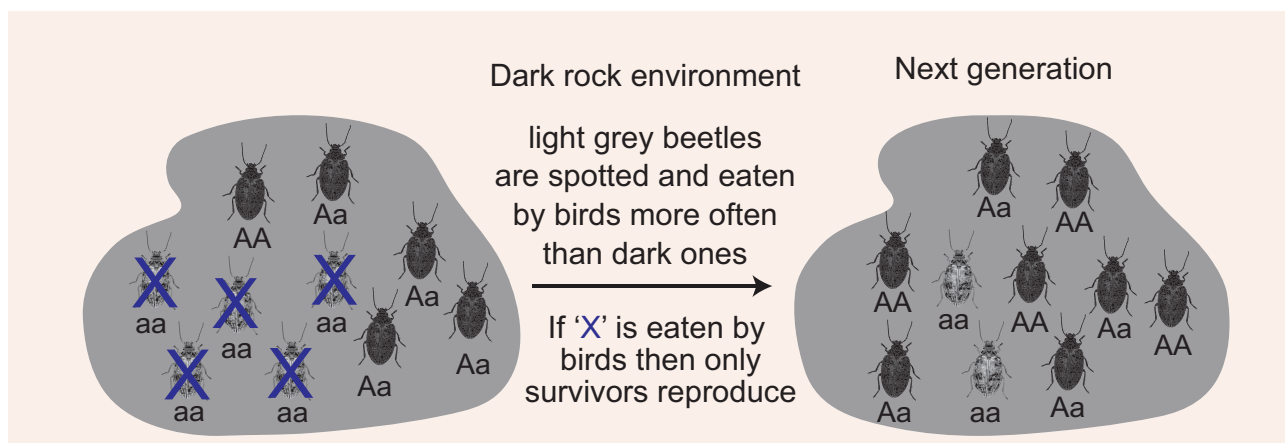 Dark rock environment
Next generation
light grey beetles
are spotted and eaten
by birds more often
than dark ones
If ‘X’ is eaten by
birds then only
survivors reproduce
AA
Aa
Aa
X
aa
X
aa
X
aa
Aa
Aa
X
aa
X
aa
Aa
AA
AA
aa
AA
Aa
AA
Aa
aa
Aa